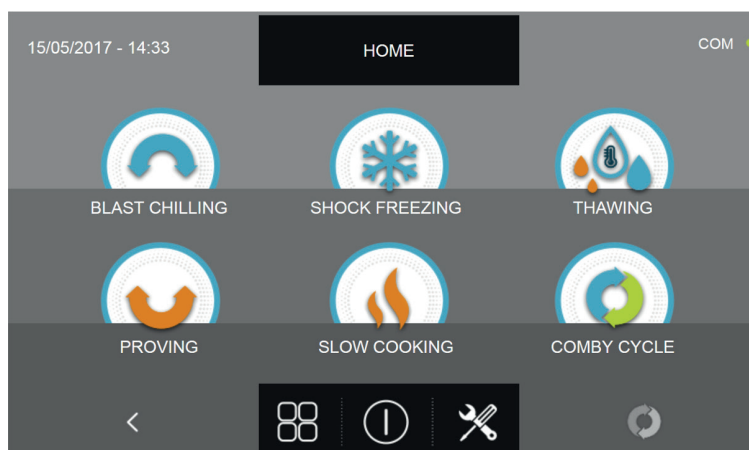 15/05/2017 - 14:33
HOME
COM
BLAST CHILLING
SHOCK FREEZING
THAWING
PROVING
SLOW COOKING
COMBY CYCLE